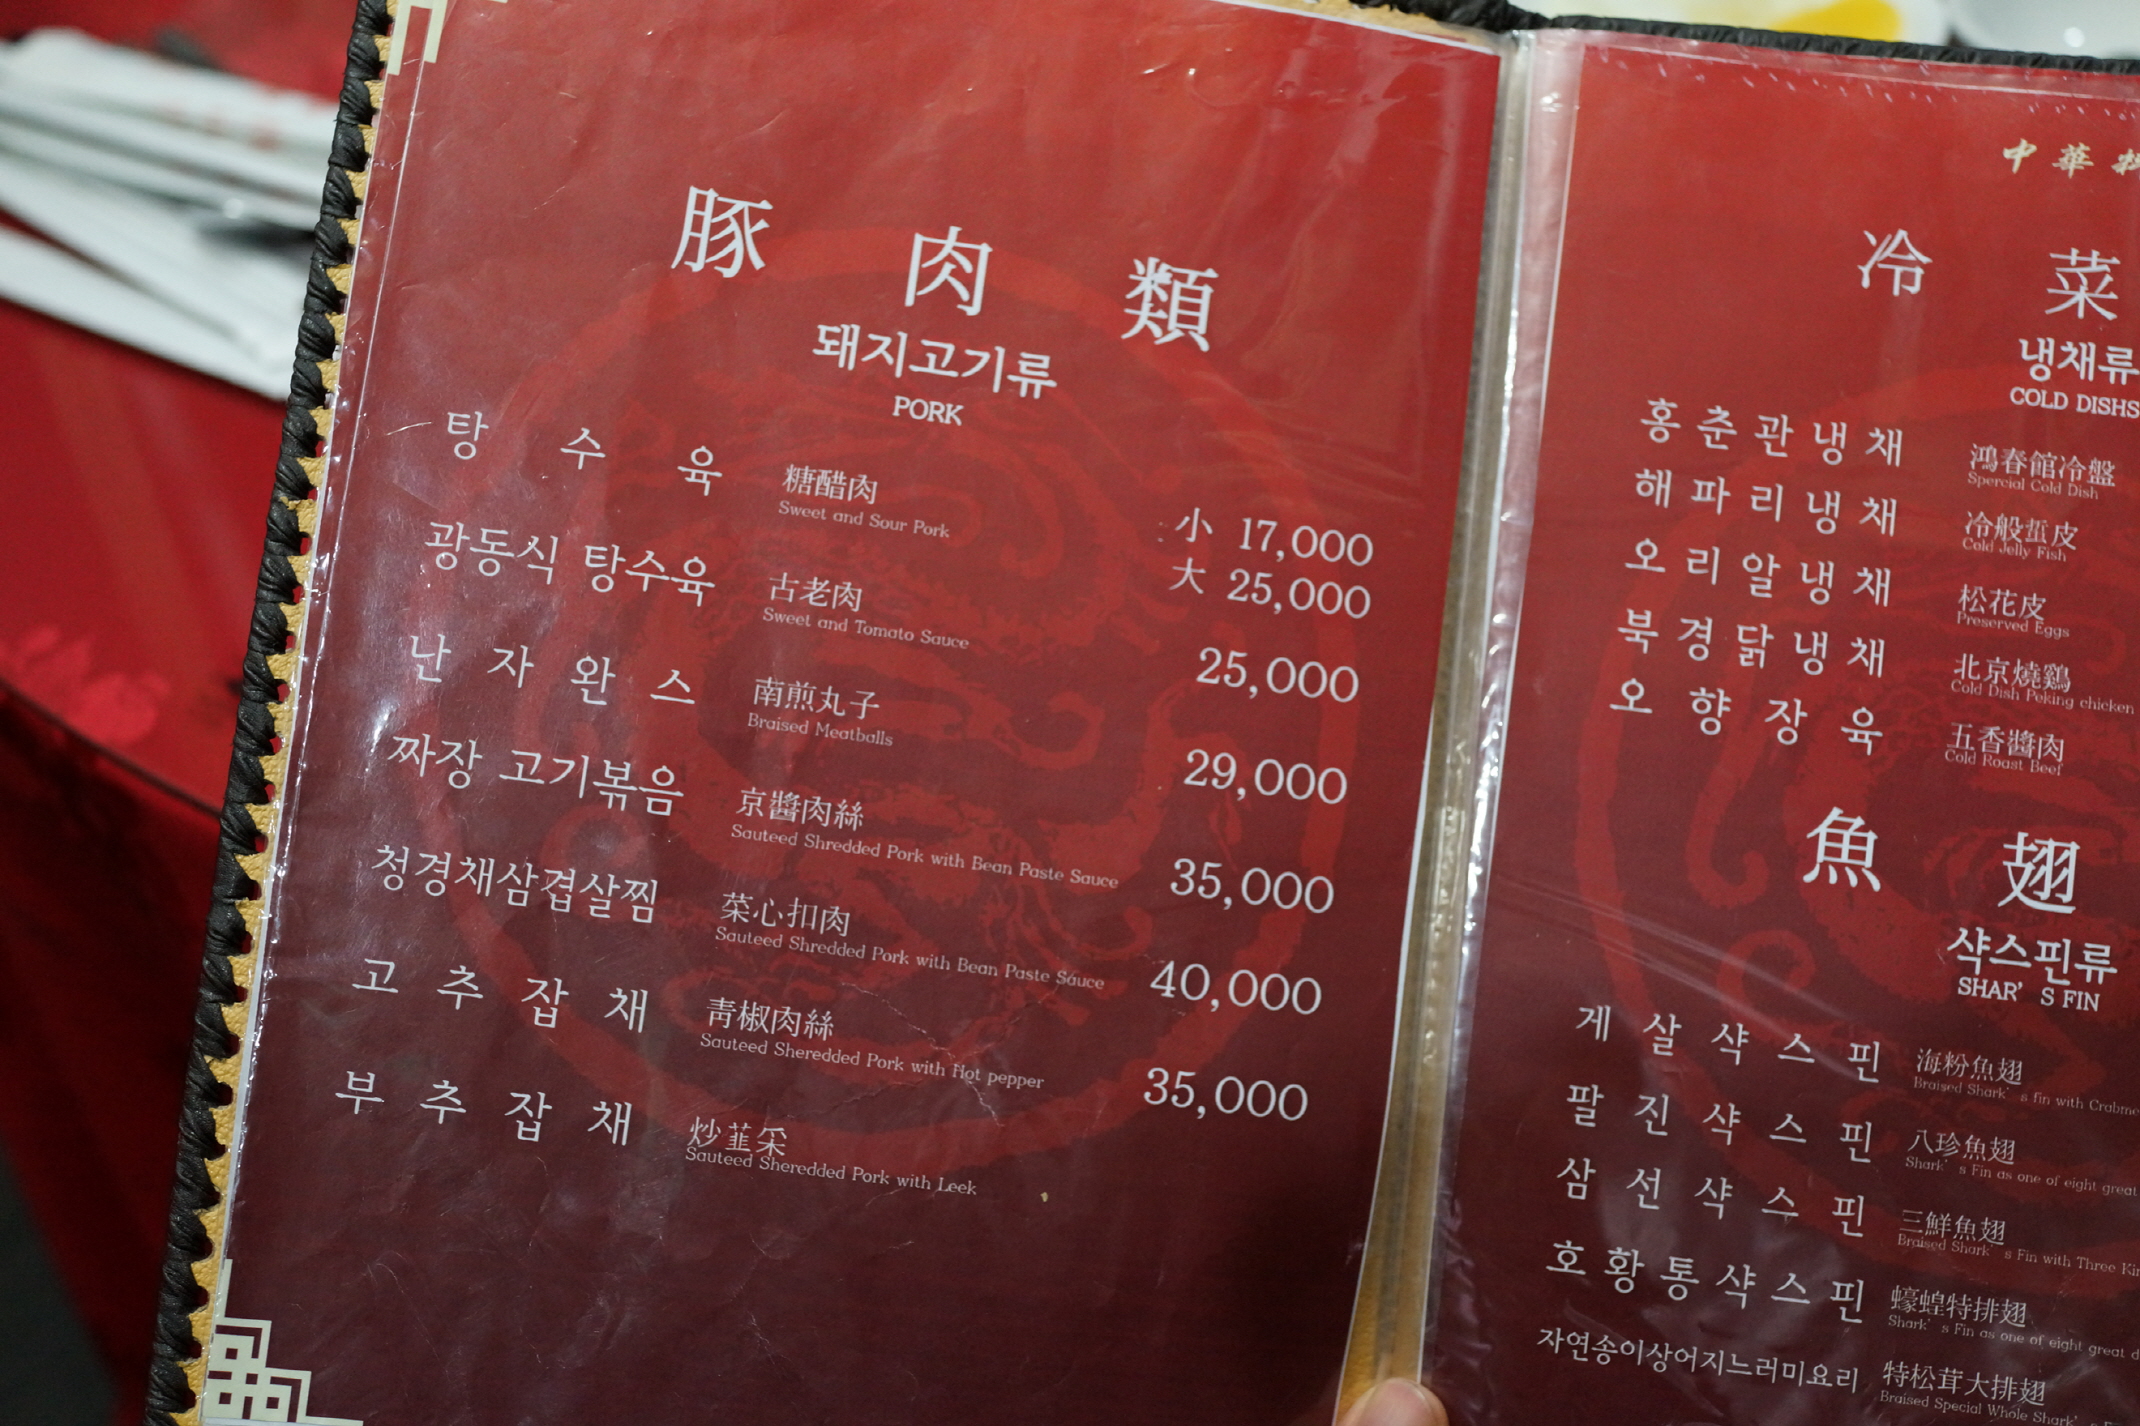 豚肉類
돼지고기류
PORK
탕수육 糖醋肉 小 17,000
Sweet and Sour Pork 大 25,000
광동식 탕수육 古老肉 25,000
Sweet and Tomato Sauce
난자완스 南煎丸子 29,000
Braised Meatballs
짜장 고기볶음 京醬肉絲 35,000
Sauteed Shredded Pork with Bean Paste Sauce
청경채삼겹살찜 菜心扣肉 40,000
Sauteed Shredded Pork with Bean Paste Sauce
고추잡채 青椒肉絲 35,000
Sauteed Sheredded Pork with Hot pepper
부추잡채 炒韮采
Sauteed Sheredded Pork with Leek
中華
冷菜
냉채류
COLD DISHS
홍춘관냉채 鴻春館冷盤
Spercial Cold Dish
해파리냉채 冷般蜇皮
Cold Jelly Fish
오리알냉채 松花皮
Preserved Eggs
북경닭냉채 北京燒鷄
Cold Dish Peking chicken
오향장육 五香醬肉
Cold Roast Beef
魚翅
샥스핀류
SHAR'S FIN
게살샥스핀 海粉魚翅
Braised Shark's fin with Crabme
팔진샥스핀 八珍魚翅
Shark's Fin as one of eight great
삼선샥스핀 三鮮魚翅
Braised Shark's Fin with Three Kin
호황통샥스핀 蠔蝗特排翅
Shark's Fin as one of eight great d
자연송이상어지느러미요리 特松茸大排翅
Braised Special Whole Shark's